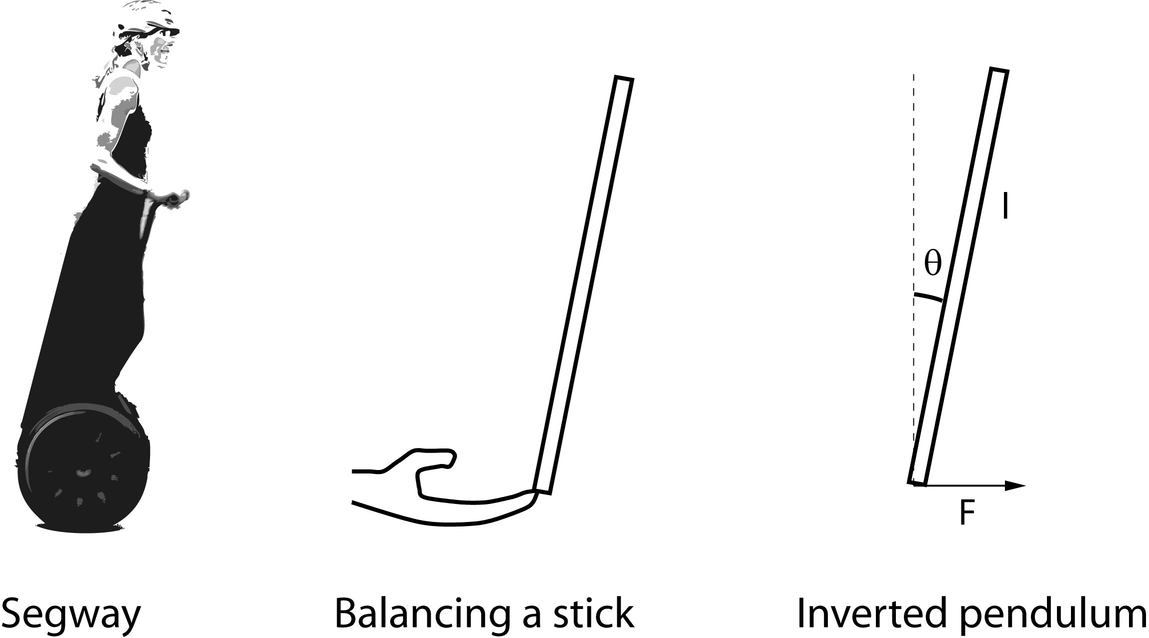 θ
l
F
Segway
Balancing a stick
Inverted pendulum